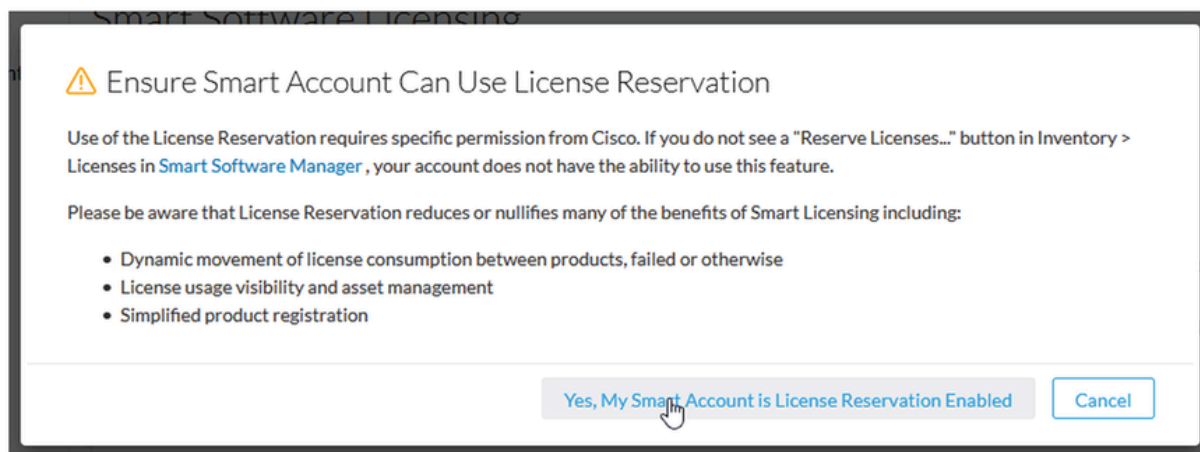 Smart Software Licensing
Ensure Smart Account Can Use License Reservation
Use of the License Reservation requires specific permission from Cisco. If you do not see a "Reserve Licenses..." button in Inventory >
Licenses in Smart Software Manager , your account does not have the ability to use this feature.
Please be aware that License Reservation reduces or nullifies many of the benefits of Smart Licensing including:
• Dynamic movement of license consumption between products, failed or otherwise
• License usage visibility and asset management
• Simplified product registration
Yes, My Smart Account is License Reservation Enabled
Cancel